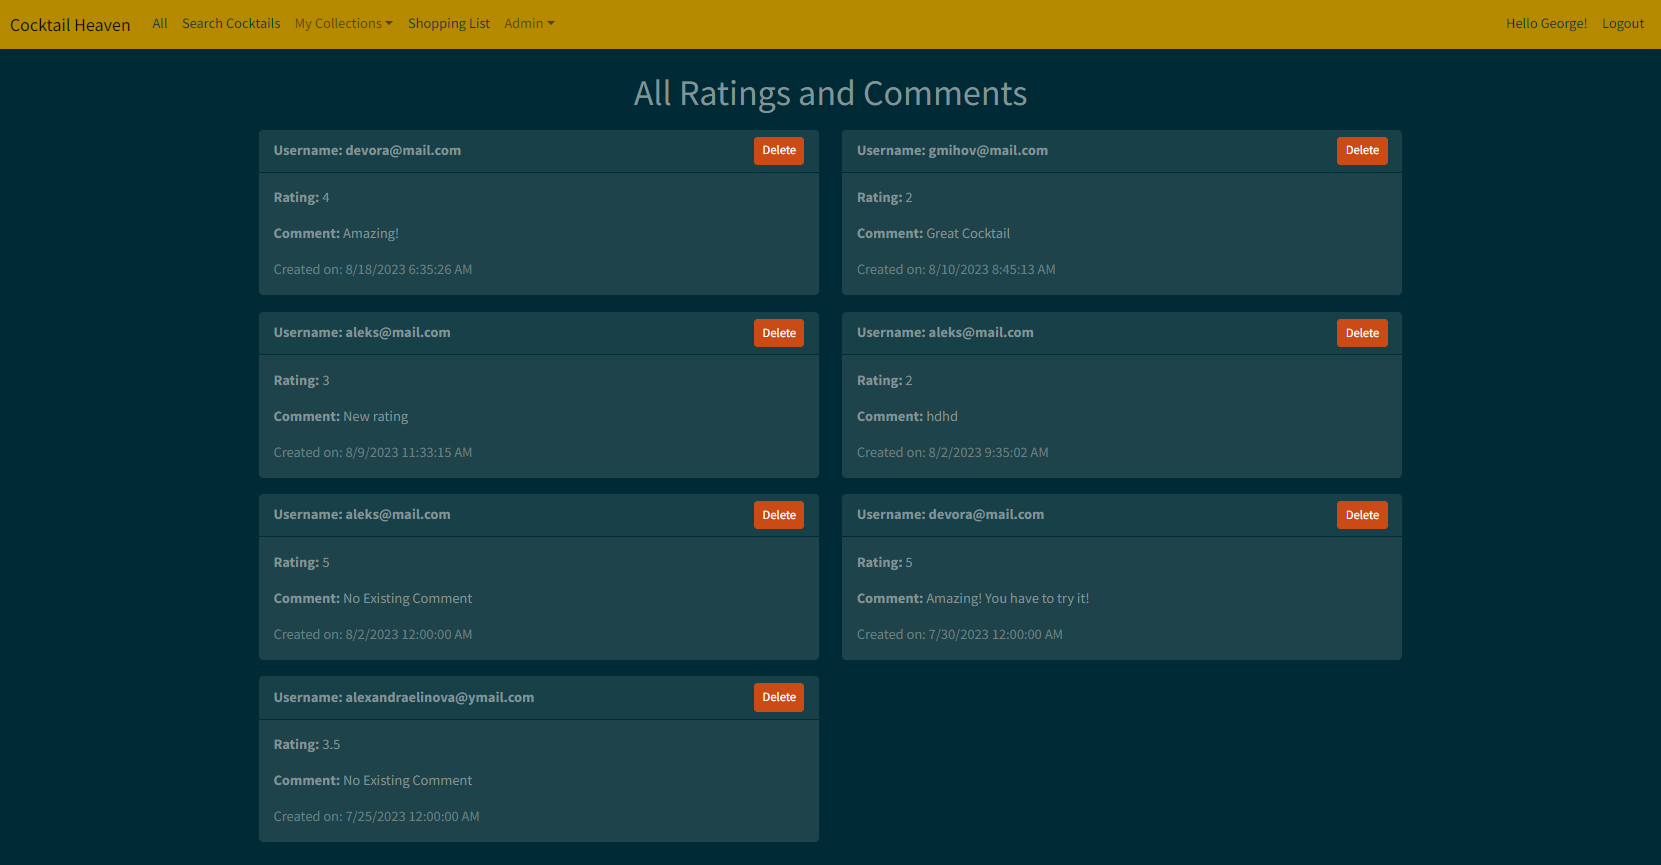 Cocktail Heaven All Search Cocktails My Collections Shopping List Admin Hello George! Logout
All Ratings and Comments
Username: devora@mail.com Delete
Rating: 4
Comment: Amazing!
Created on: 8/18/2023 6:35:26 AM
Username: gmihov@mail.com Delete
Rating: 2
Comment: Great Cocktail
Created on: 8/10/2023 8:45:13 AM
Username: aleks@mail.com Delete
Rating: 3
Comment: New rating
Created on: 8/9/2023 11:33:15 AM
Username: aleks@mail.com Delete
Rating: 2
Comment: hdhd
Created on: 8/2/2023 9:35:02 AM
Username: aleks@mail.com Delete
Rating: 5
Comment: No Existing Comment
Created on: 8/2/2023 12:00:00 AM
Username: devora@mail.com Delete
Rating: 5
Comment: Amazing! You have to try it!
Created on: 7/30/2023 12:00:00 AM
Username: alexandraelinova@ymail.com Delete
Rating: 3.5
Comment: No Existing Comment
Created on: 7/25/2023 12:00:00 AM